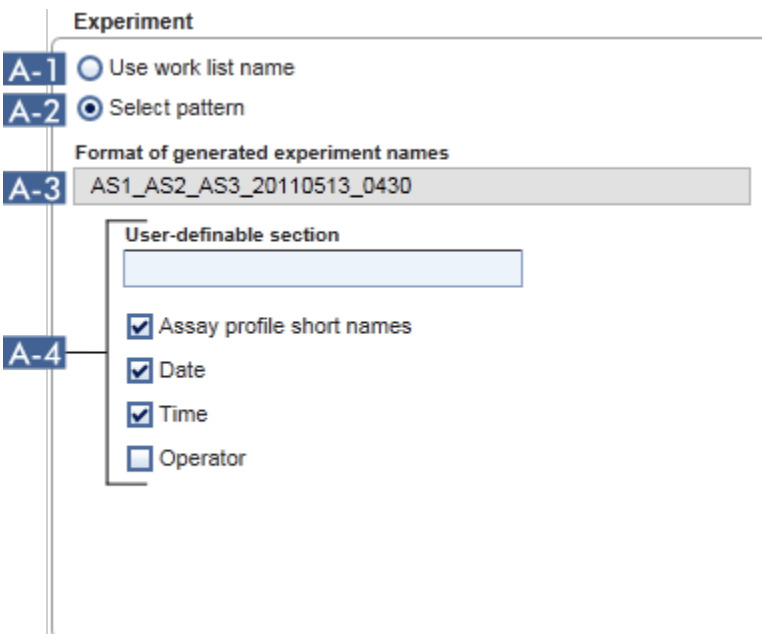 Experiment
A-1 Use work list name
A-2 Select pattern
Format of generated experiment names
A-3 AS1_AS2_AS3_20110513_0430
User-definable section
Assay profile short names
A-4
Date
Time
Operator